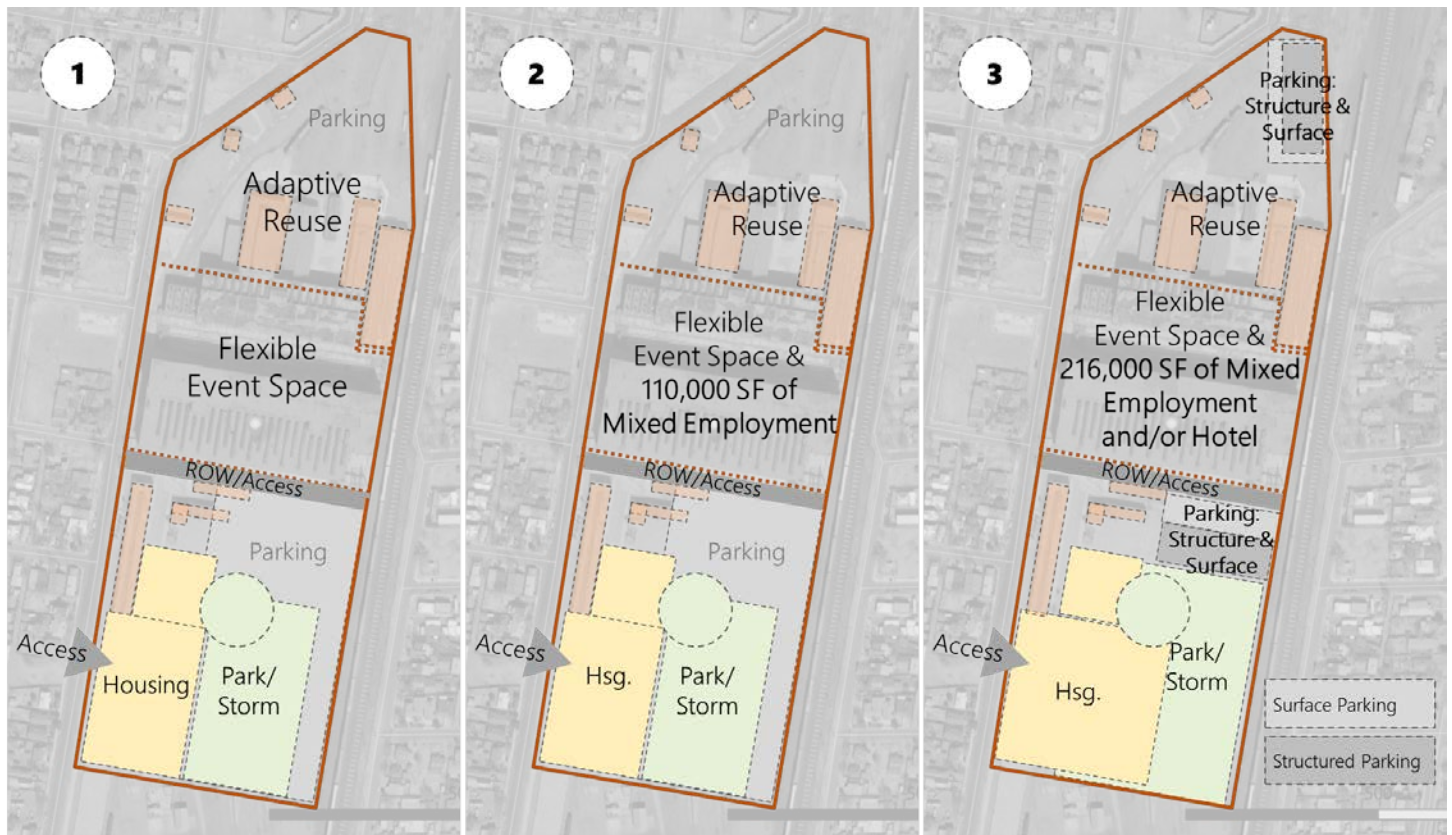 1
Parking
Adaptive
Reuse
Flexible
Event Space
ROW/Access
Parking
Access
Housing
Park/
Storm
2
Parking
Adaptive
Reuse
Flexible
Event Space &
110,000 SF of
Mixed Employment
ROW/Access
Parking
Access
Hsg.
Park/
Storm
3
Parking:
Structure &
Surface
Adaptive
Reuse
Flexible
Event Space &
216,000 SF of Mixed
Employment
and/or Hotel
ROW/Access
Parking:
Structure &
Surface
Access
Hsg.
Park/
Storm
Surface Parking
Structured Parking